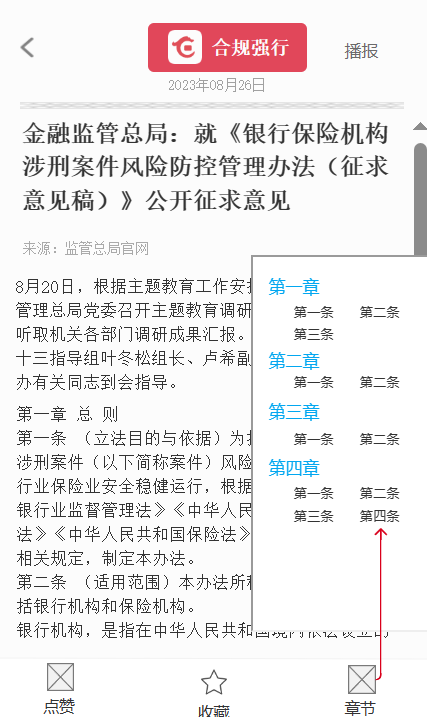 合规强行
播报
2023年08月26日
金融监管总局：就《银行保险机构
涉刑案件风险防控管理办法（征求
意见稿）》公开征求意见
来源：监管总局官网
8月20日，根据主题教育工作安排
管理总局党委召开主题教育调研
听取机关各部门调研成果汇报。
十三指导组叶冬松组长、卢希副
办有关同志到会指导。
第一章 总 则
第一条 （立法目的与依据）为
涉刑案件（以下简称案件）风险
行业保险业安全稳健运行，根据
银行业监督管理法》《中华人民
法》《中华人民共和国保险法》
相关规定，制定本办法。
第二条 （适用范围）本办法所称
括银行机构和保险机构。
银行机构，是指在中华人民共和国境内依法设立的
第一章
第一条 第二条
第三条
第二章
第一条 第二条
第三章
第一条 第二条
第四章
第一条 第二条
第三条 第四条
点赞
收藏
章节